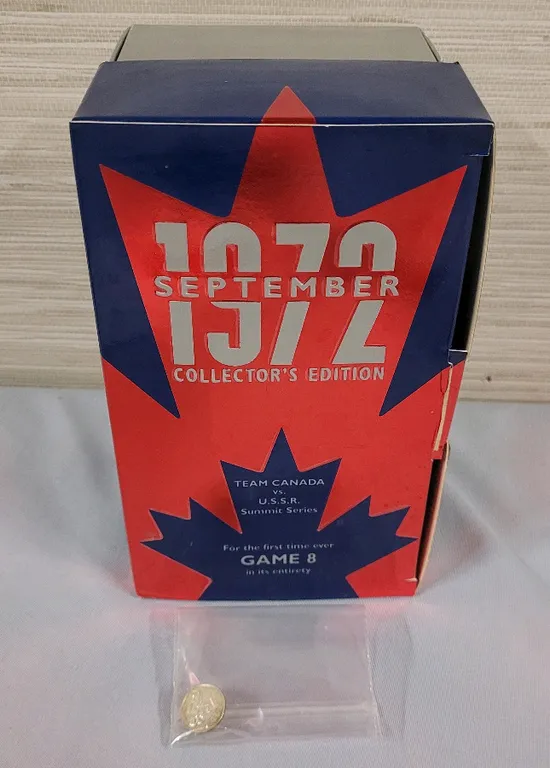 1972
SEPTEMBER
COLLECTOR'S EDITION
TEAM CANADA
vs.
U.S.S.R.
Summit Series
For the first time ever
GAME 8
in its entirety